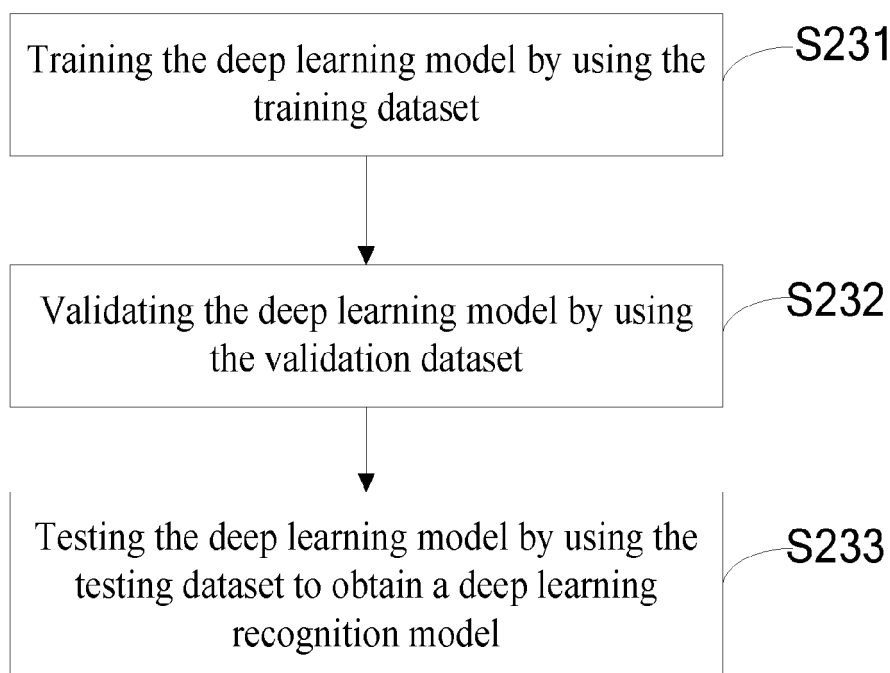 Training the deep learning model by using the
training dataset
S231
Validating the deep learning model by using
the validation dataset
S232
Testing the deep learning model by using the
testing dataset to obtain a deep learning
recognition model
S233